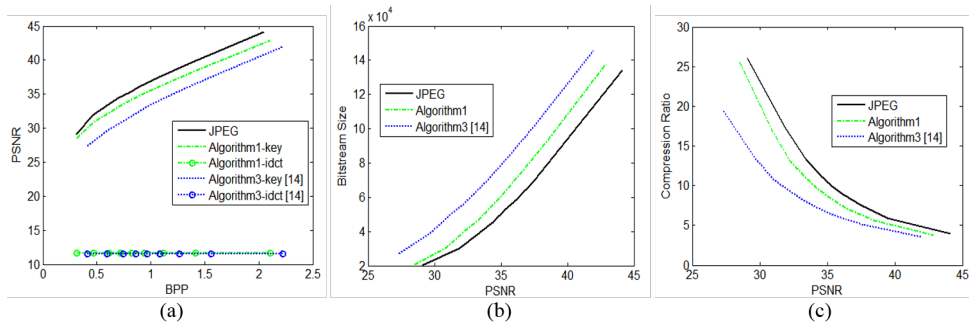 45
40
35
30
25
20
15
10
PSNR
0 0.5 1 1.5 2 2.5
BPP
JPEG
Algorithm1-key
Algorithm1-idct
Algorithm3-key [14]
Algorithm3-idct [14]
(a)
x 10⁴
16
14
12
10
8
6
4
2
Bitstream Size
25 30 35 40 45
PSNR
JPEG
Algorithm1
Algorithm3 [14]
(b)
30
25
20
15
10
5
0
Compression Ratio
25 30 35 40 45
PSNR
JPEG
Algorithm1
Algorithm3 [14]
(c)